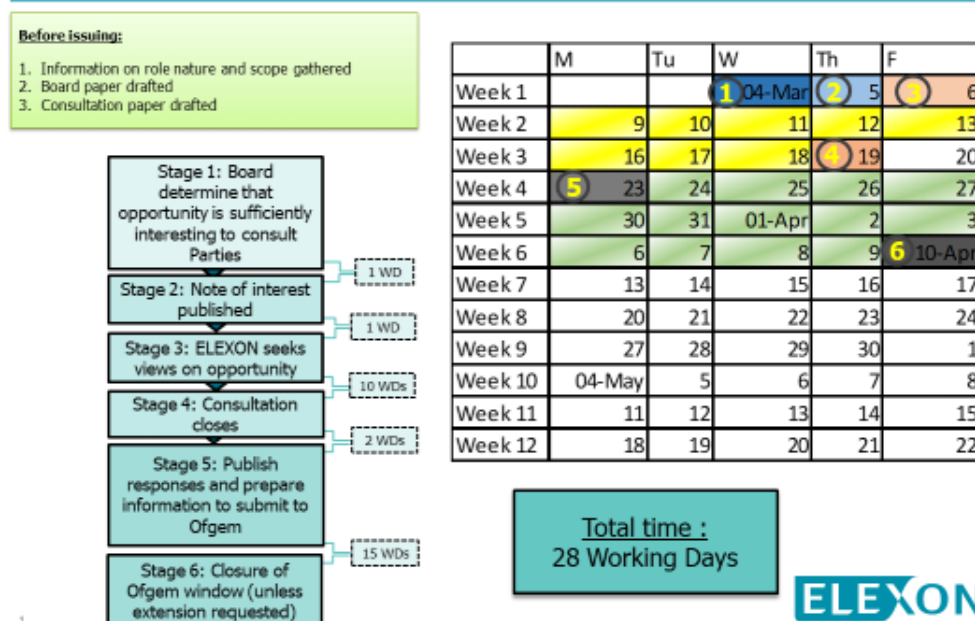 Before issuing:
1. Information on role nature and scope gathered
2. Board paper drafted
3. Consultation paper drafted
Stage 1: Board
determine that
opportunity is sufficiently
interesting to consult
Parties
1 WD
Stage 2: Note of interest
published
1 WD
Stage 3: ELEXON seeks
views on opportunity
10 WDs
Stage 4: Consultation
closes
2 WDs
Stage 5: Publish
responses and prepare
information to submit to
Ofgem
15 WDs
Stage 6: Closure of
Ofgem window (unless
extension requested)
M Tu W Th F
Week 1 1 04-Mar 2 5 3 6
Week 2 9 10 11 12 13
Week 3 16 17 18 4 19 20
Week 4 5 23 24 25 26 27
Week 5 30 31 01-Apr 2 3
Week 6 6 7 8 9 6 10-Apr
Week 7 13 14 15 16 17
Week 8 20 21 22 23 24
Week 9 27 28 29 30 1
Week 10 04-May 5 6 7 8
Week 11 11 12 13 14 15
Week 12 18 19 20 21 22
Total time :
28 Working Days
ELEXON